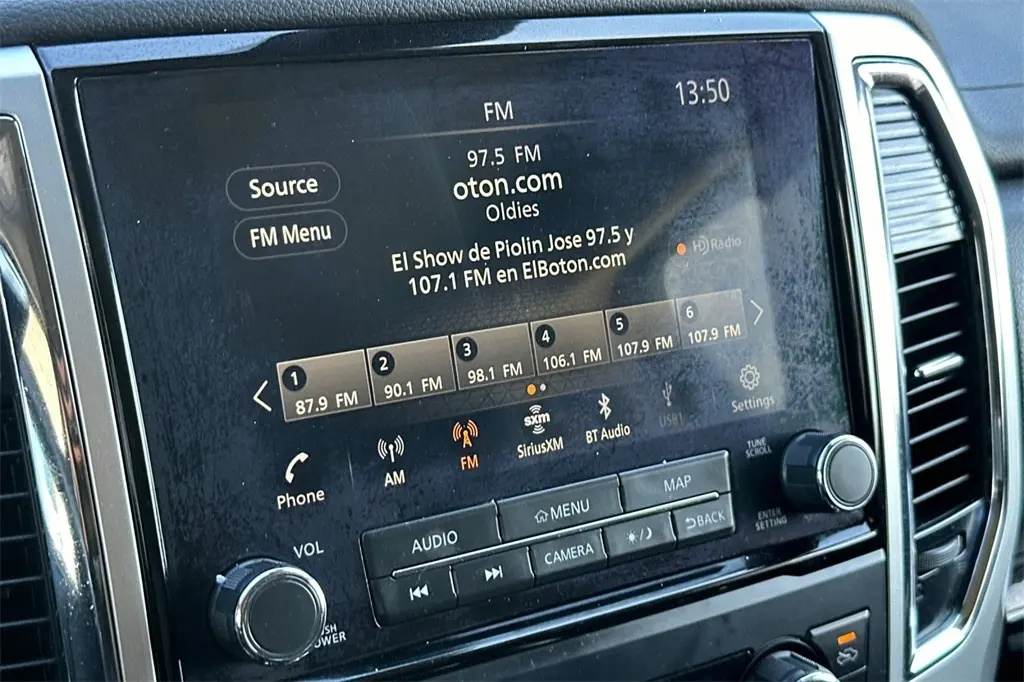 FM
13:50
97.5 FM
oton.com
Oldies
Source
FM Menu
El Show de Piolin Jose 97.5 y
107.1 FM en ElBoton.com
HD Radio
1
87.9 FM
2
90.1 FM
3
98.1 FM
4
106.1 FM
5
107.9 FM
6
107.9 FM
Phone
AM
FM
sxm
SiriusXM
BT Audio
USB1
Settings
TUNE
SCROLL
VOL
AUDIO
MENU
MAP
CAMERA
BACK
ENTER
SETTING